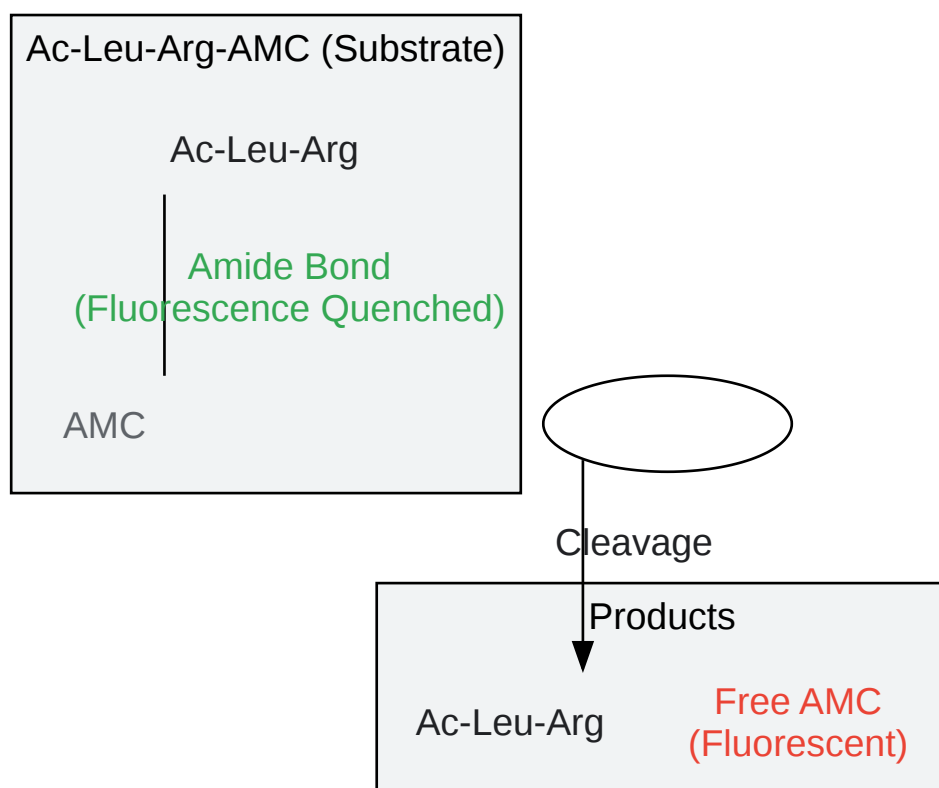 Ac-Leu-Arg-AMC (Substrate)
Ac-Leu-Arg
Amide Bond
(Fluorescence Quenched)
AMC
Cleavage
Products
Ac-Leu-Arg
Free AMC
(Fluorescent)